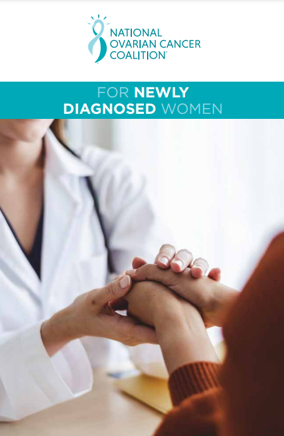 NATIONAL
OVARIAN CANCER
COALITION
FOR NEWLY
DIAGNOSED WOMEN